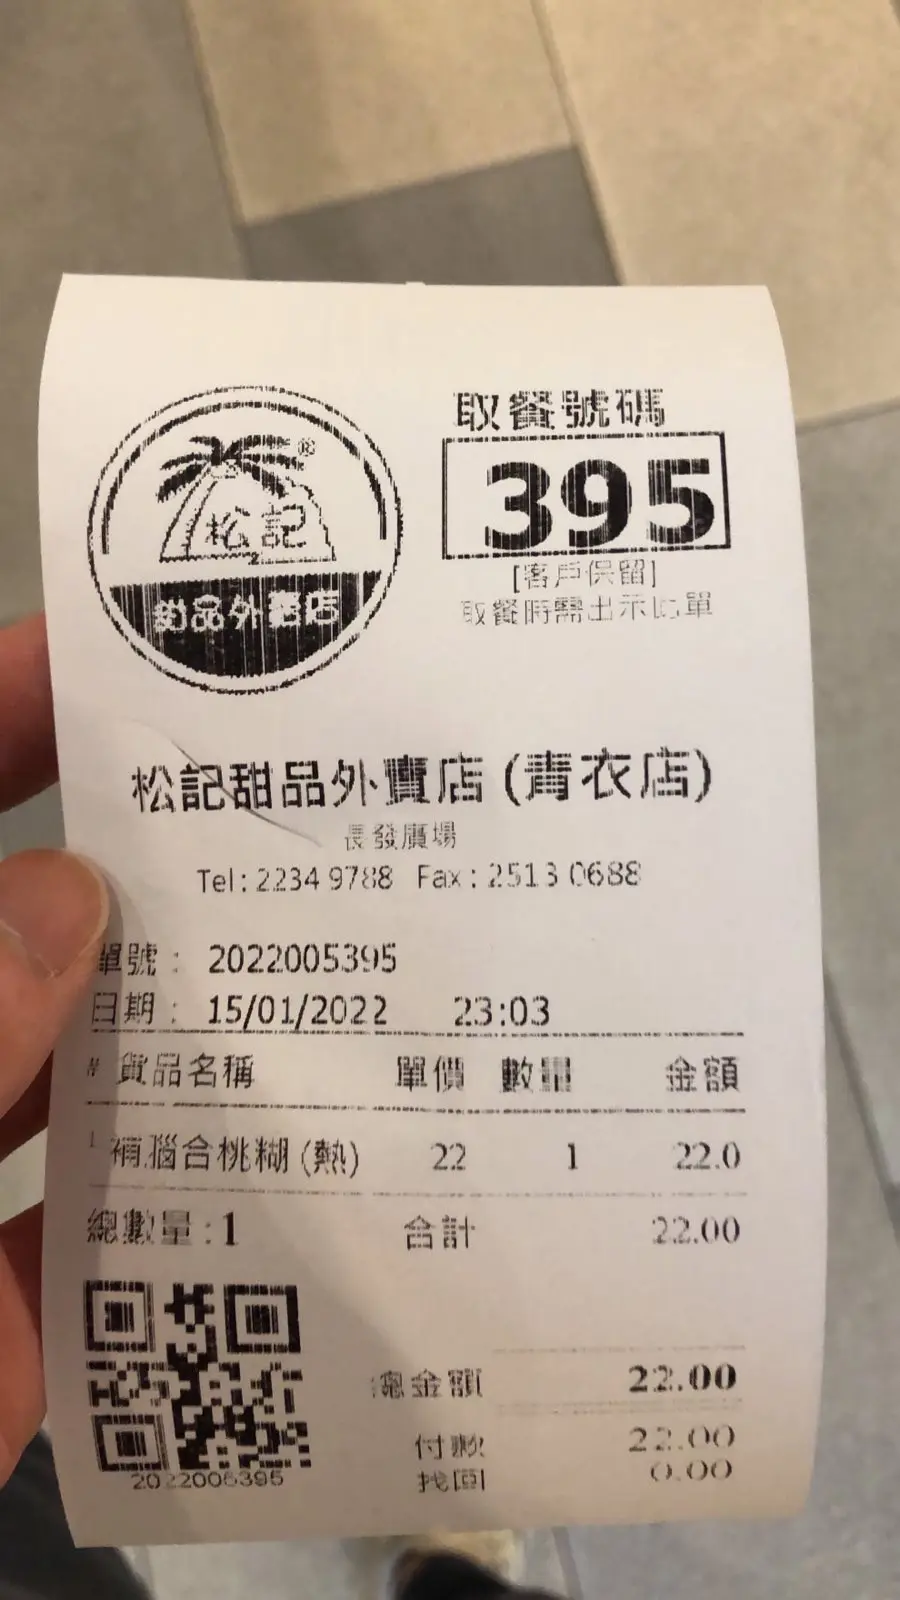 松記
®
甜品外賣店
取餐號碼
395
[客戶保留]
取餐時需出示此單
松記甜品外賣店 (青衣店)
長發廣場
Tel : 2234 9788 Fax : 2513 0688
單號 : 2022005395
日期 : 15/01/2022 23:03
# 貨品名稱 單價 數量 金額
1 補腦合桃糊 (熱) 22 1 22.0
總數量 : 1 合計 22.00
總金額 22.00
付款 22.00
找回 0.00
2022005395